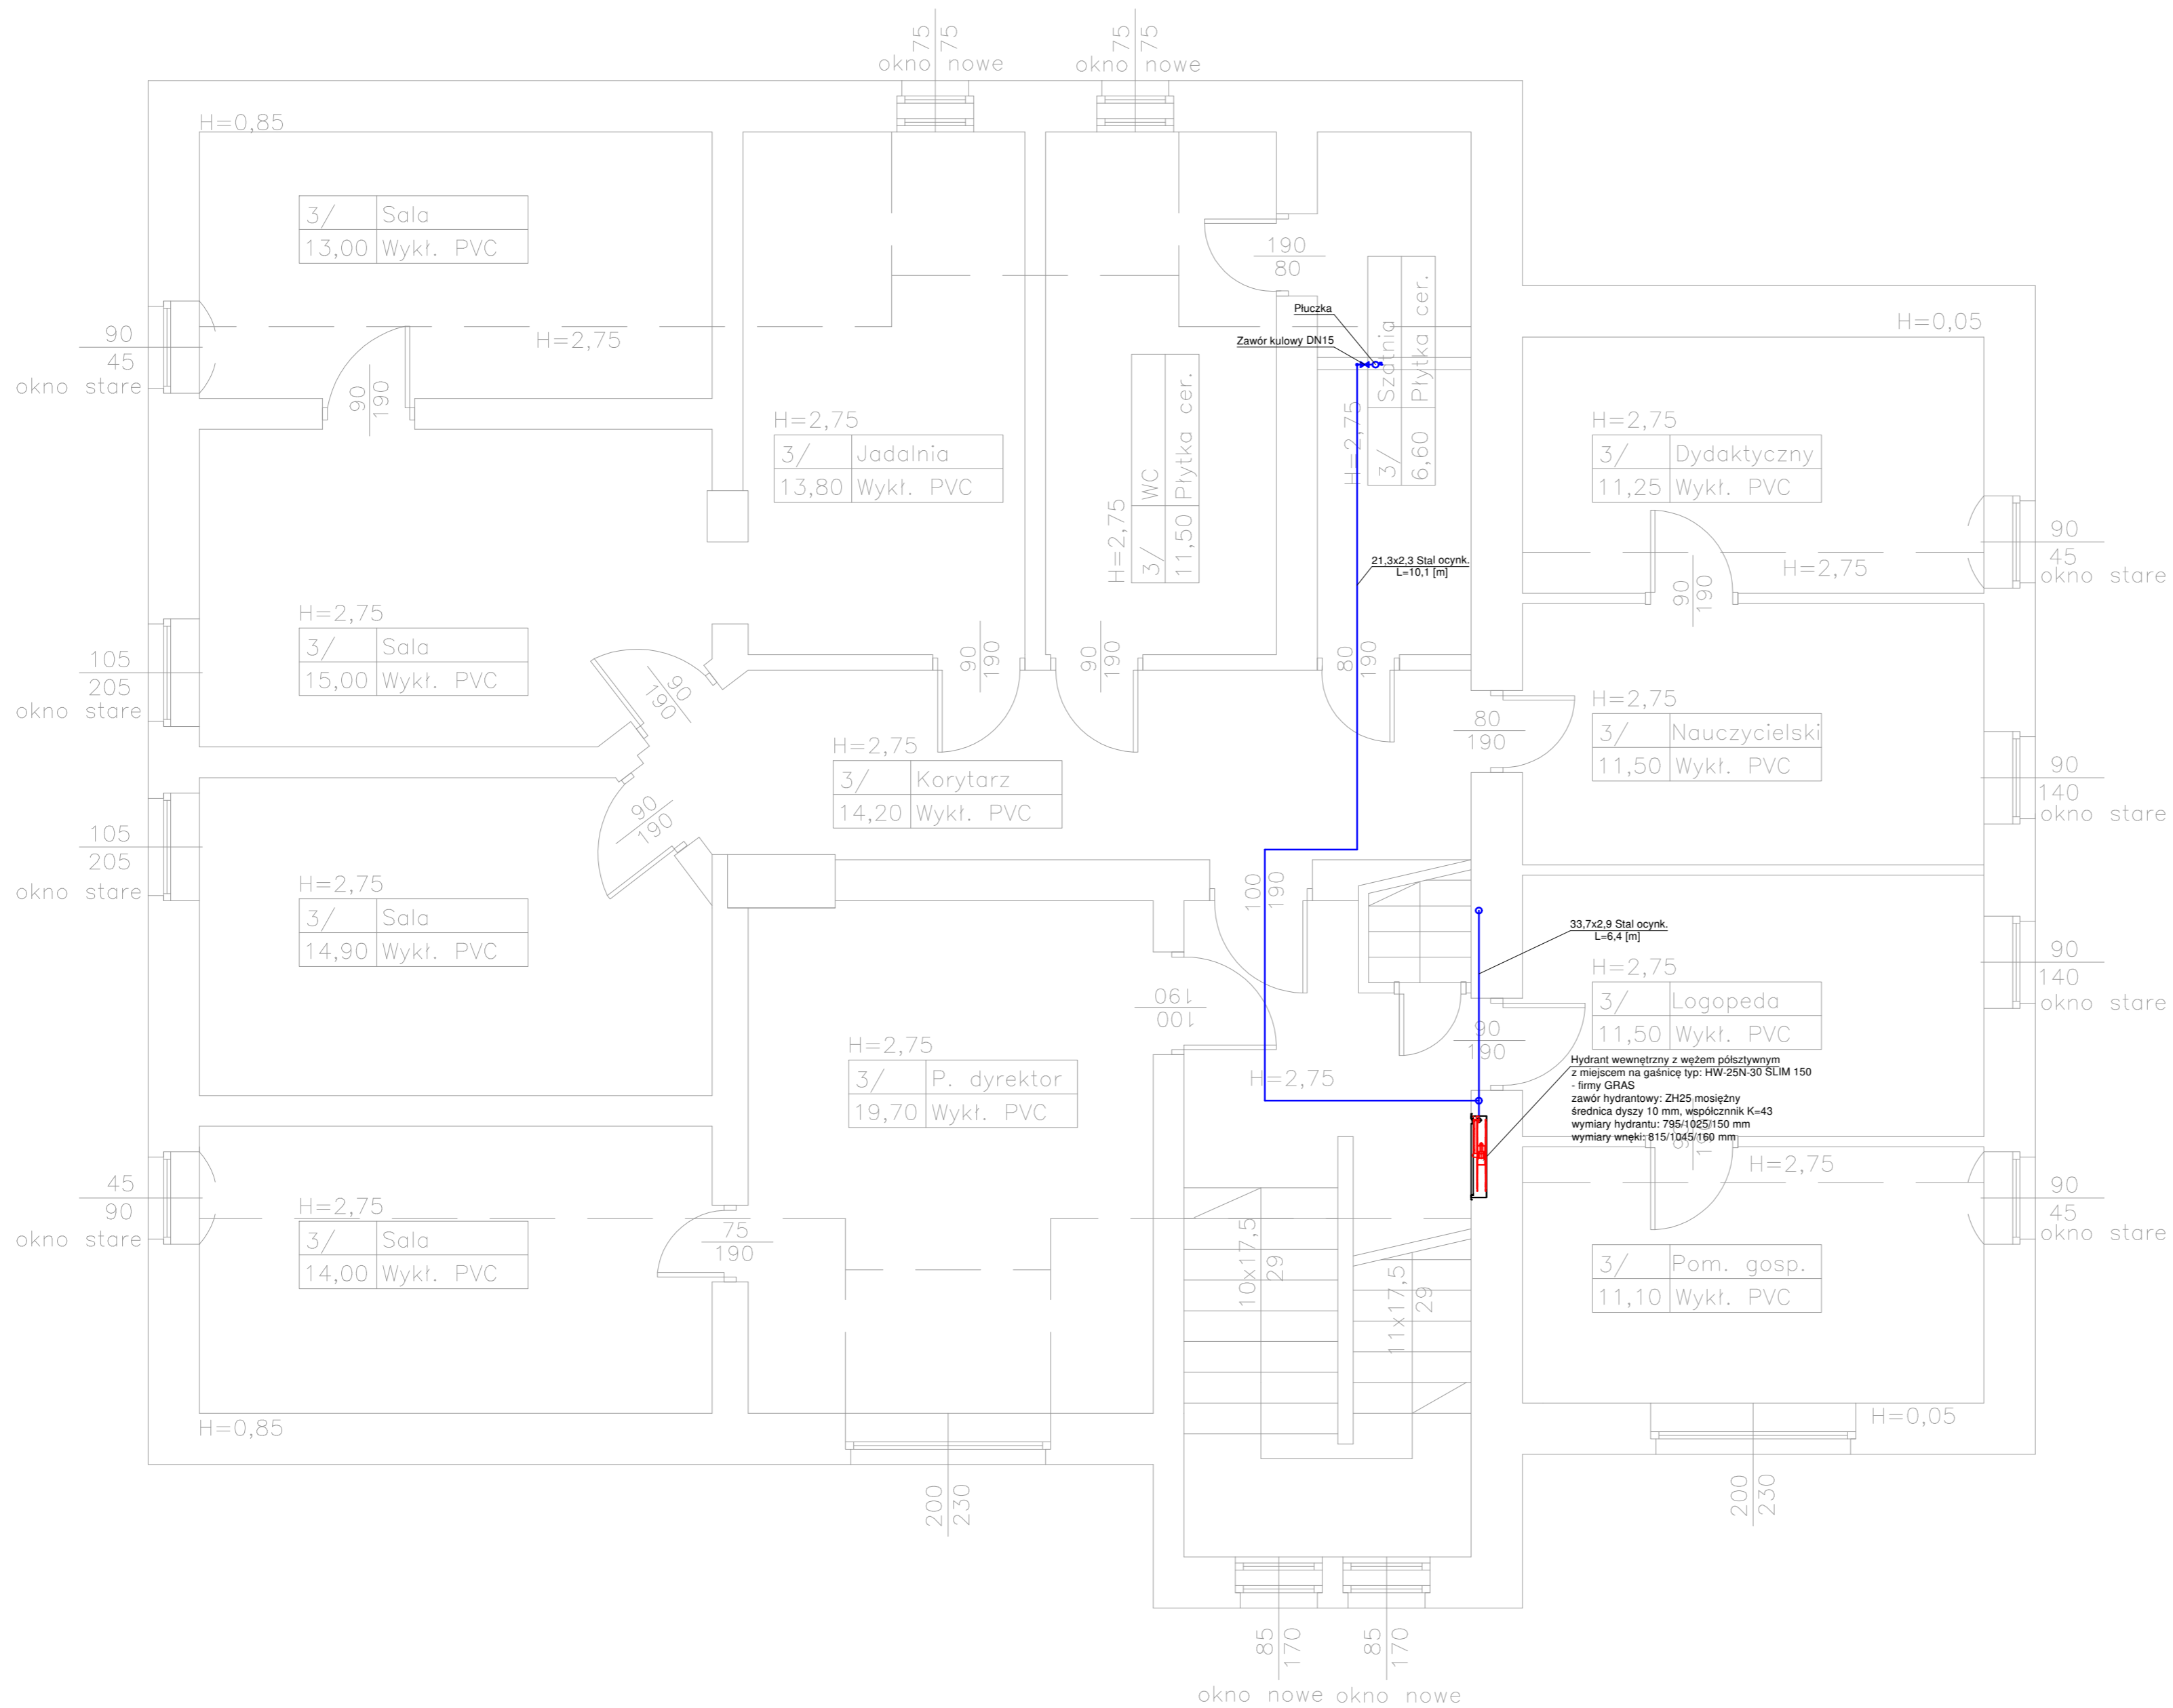 75
75
okno nowe
75
75
okno nowe
H=0,85
3/ Sala
13,00 Wykł. PVC
190
80
3/ Szatnia
6,60 Płytka cer.
H=2,75
Płuczka
Zawór kulowy DN15
H=0,05
90
45
okno stare
H=2,75
90
190
H=2,75
3/ Jadalnia
13,80 Wykł. PVC
3/ WC
11,50 Płytka cer.
H=2,75
H=2,75
3/ Dydaktyczny
11,25 Wykł. PVC
90
45
okno stare
H=2,75
90
190
21,3x2,3 Stal ocynk.
L=10,1 [m]
H=2,75
3/ Sala
15,00 Wykł. PVC
105
205
okno stare
90
190
90
190
90
190
80
190
80
190
H=2,75
3/ Nauczycielski
11,50 Wykł. PVC
90
140
okno stare
H=2,75
3/ Korytarz
14,20 Wykł. PVC
90
190
105
205
okno stare
H=2,75
3/ Sala
14,90 Wykł. PVC
100
190
33,7x2,9 Stal ocynk.
L=6,4 [m]
H=2,75
3/ Logopeda
11,50 Wykł. PVC
90
140
okno stare
190
100
90
190
H=2,75
3/ P. dyrektor
19,70 Wykł. PVC
H=2,75
Hydrant wewnętrzny z wężem półsztywnym
z miejscem na gaśnicę typ: HW-25N-30 SLIM 150
- firmy GRAS
zawór hydrantowy: ZH25 mosiężny
średnica dyszy 10 mm, współcznnik K=43
wymiary hydrantu: 795/1025/150 mm
wymiary wnęki: 815/1045/160 mm
90
190
H=2,75
45
90
okno stare
H=2,75
3/ Sala
14,00 Wykł. PVC
75
190
10x17,5
29
11x17,5
29
3/ Pom. gosp.
11,10 Wykł. PVC
90
45
okno stare
H=0,85
H=0,05
200
230
200
230
85
170
okno nowe
85
170
okno nowe